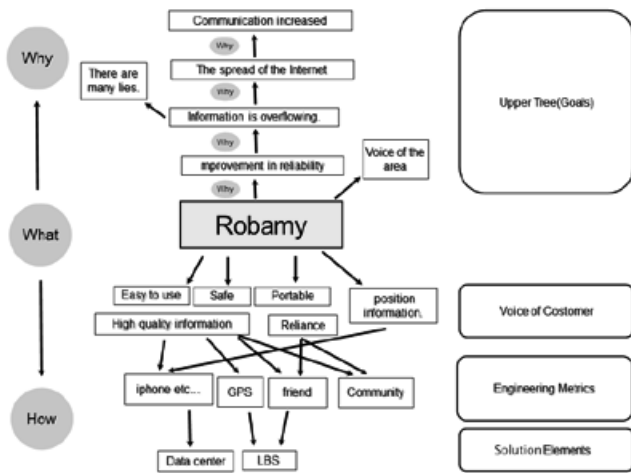 Communication increased
Why
Why
The spread of the Internet
There are
many lies.
Why
Upper Tree(Goals)
Information is overflowing.
Why
Voice of the
area
mprovement in reliability
Why
What
Robamy
Easy to use
Safe
Portable
position
information.
Voice of Costomer
High quality information
Reliance
iphone etc...
GPS
friend
Community
Engineering Metrics
How
Data center
LBS
Solution Elements